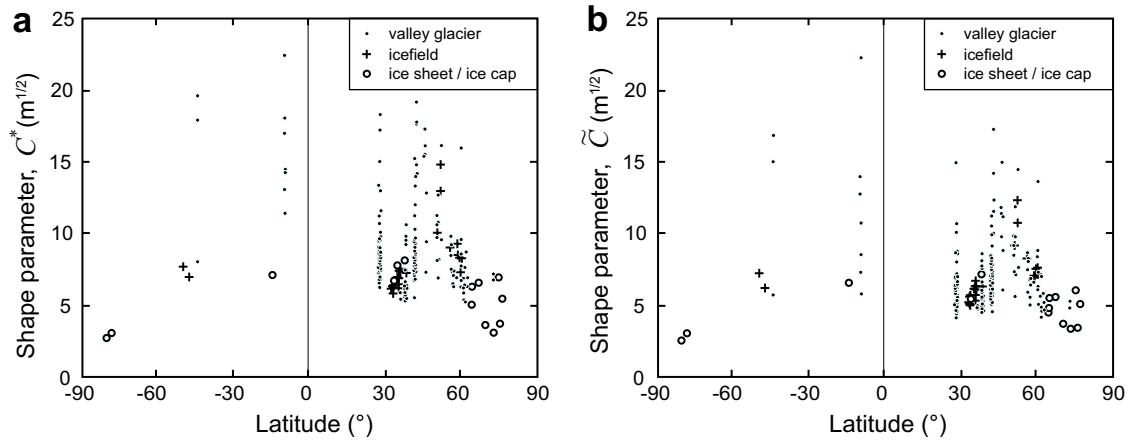 a
25
20
15
10
5
0
Shape parameter, C* (m1/2)
valley glacier
icefield
ice sheet / ice cap
-90 -60 -30 0 30 60 90
Latitude (°)
b
25
20
15
10
5
0
Shape parameter, C̃ (m1/2)
valley glacier
icefield
ice sheet / ice cap
-90 -60 -30 0 30 60 90
Latitude (°)